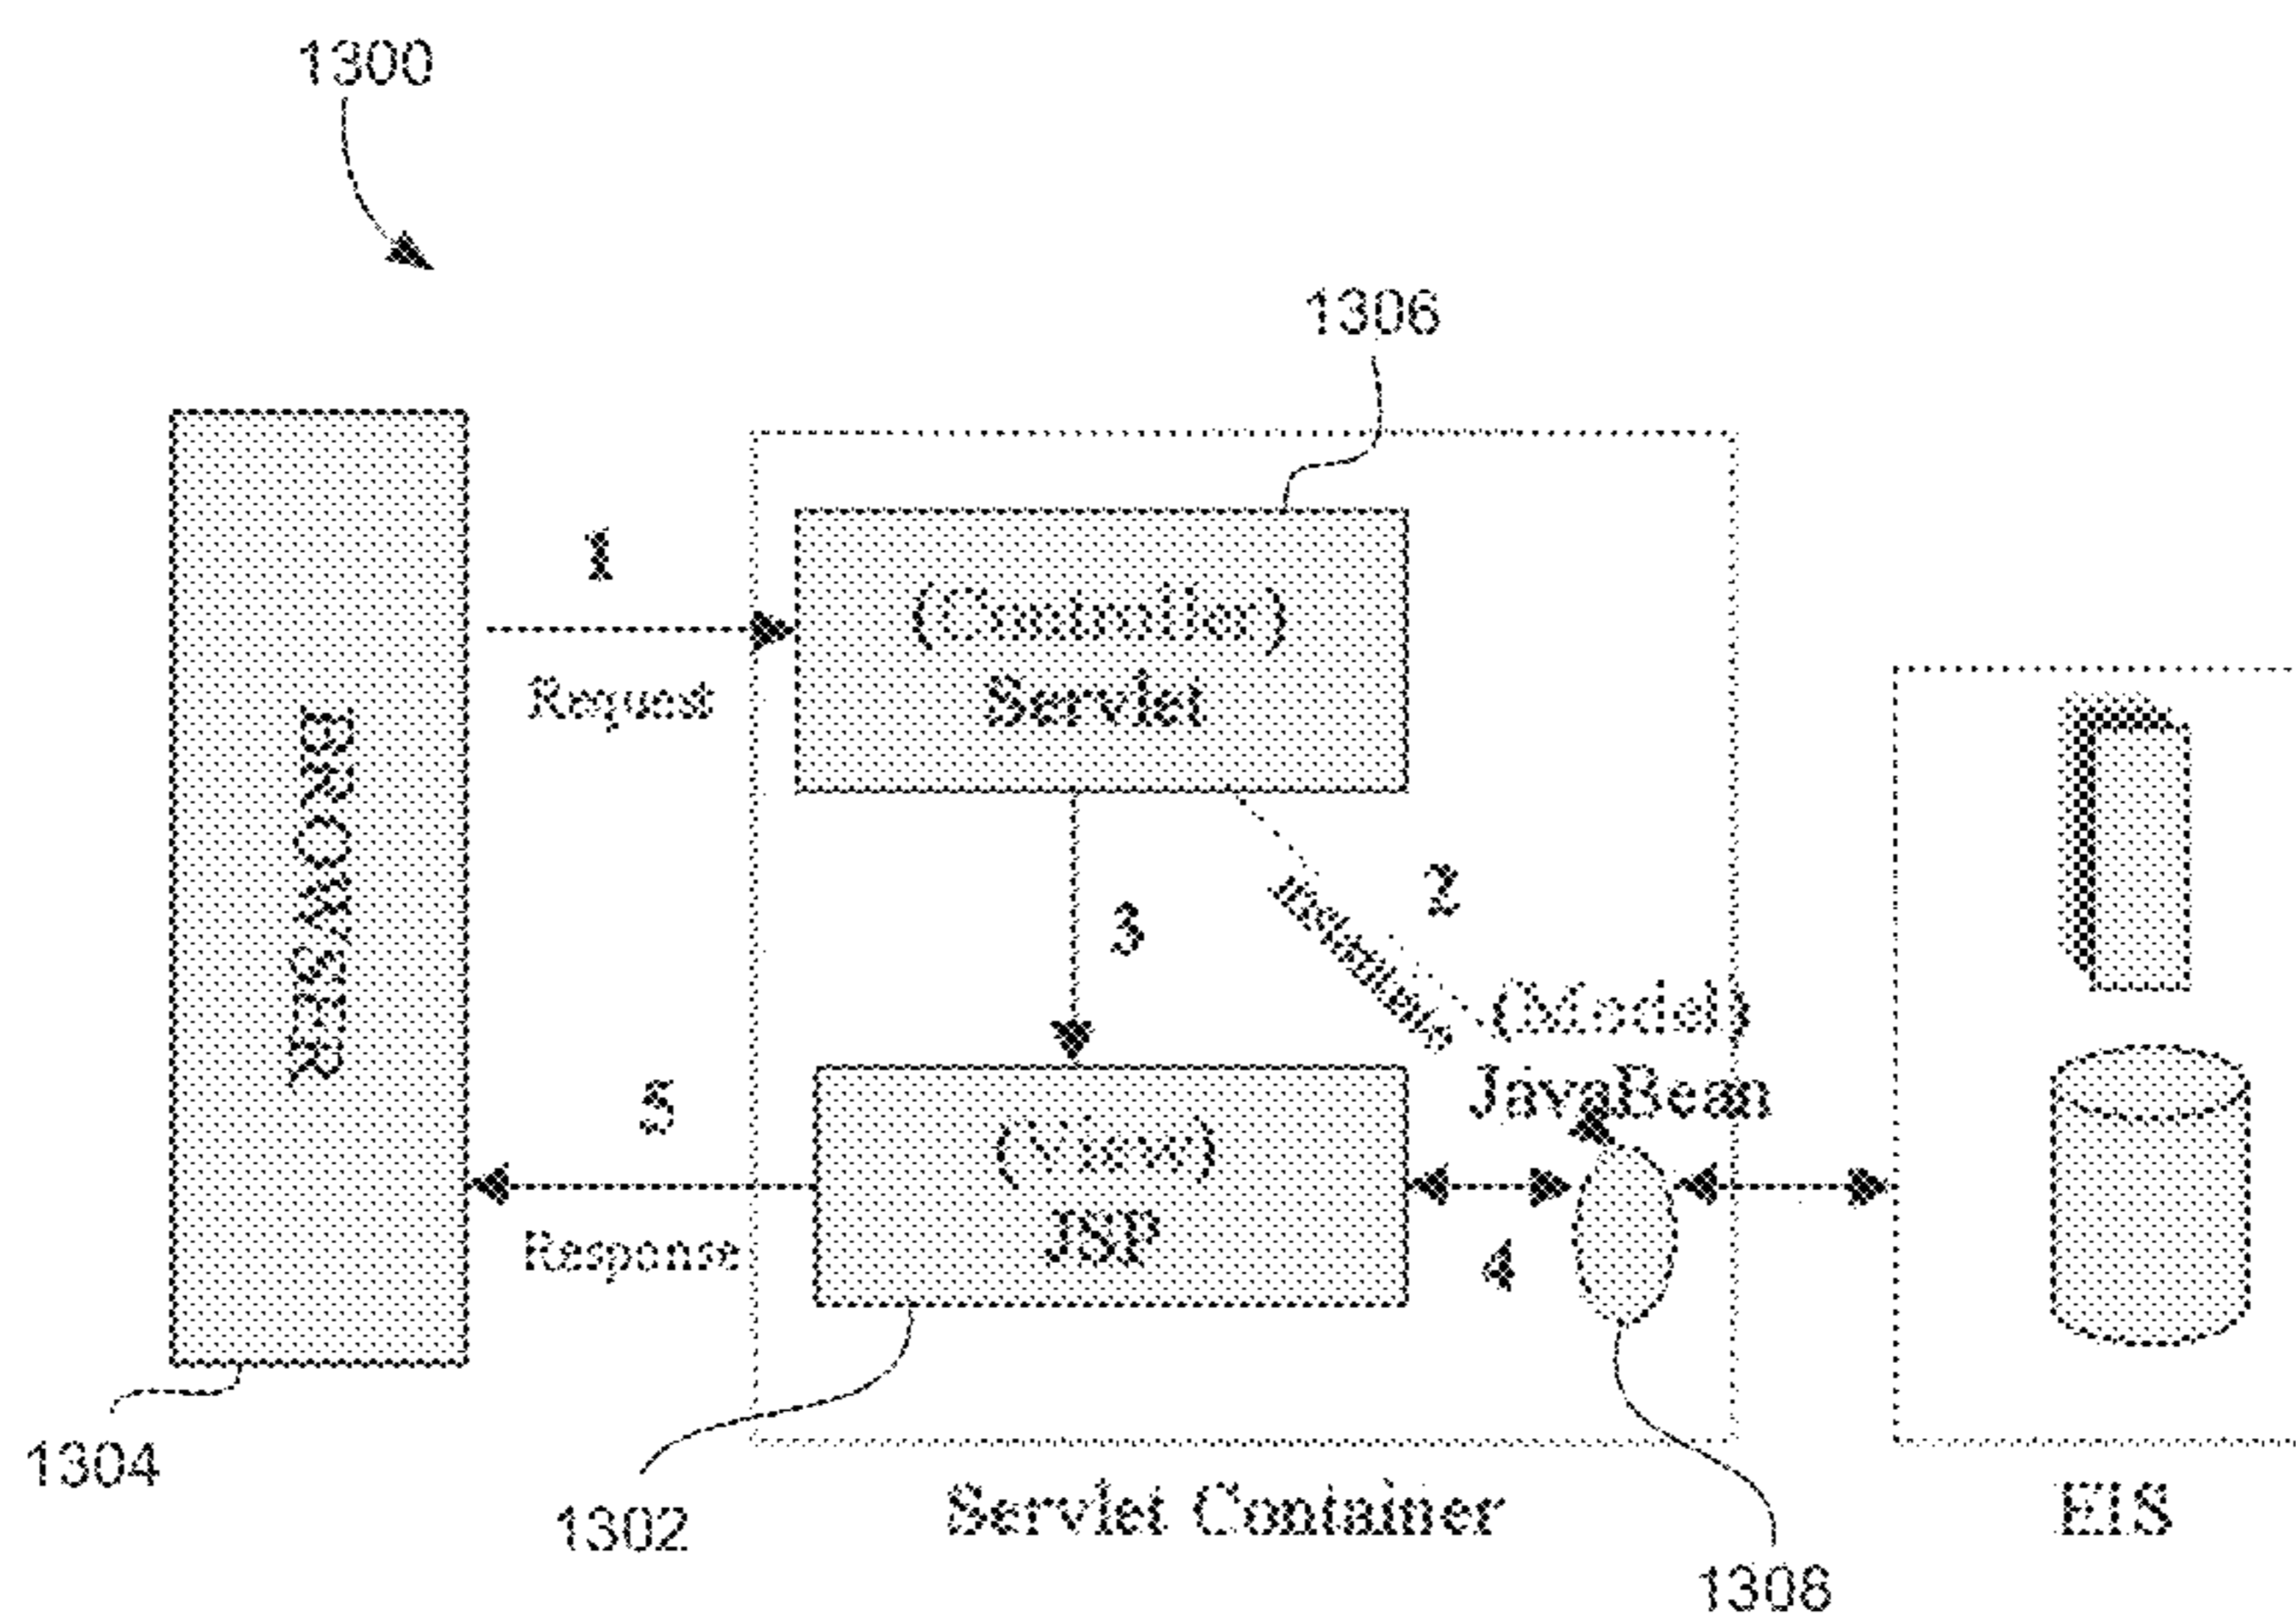 1300
1306
1
(Controller)
Servlet
Request
BROWSER
2
instantiate
3
(Model)
JavaBean
5
(View)
JSP
Response
4
1304
1302
Servlet Container
EIS
1308